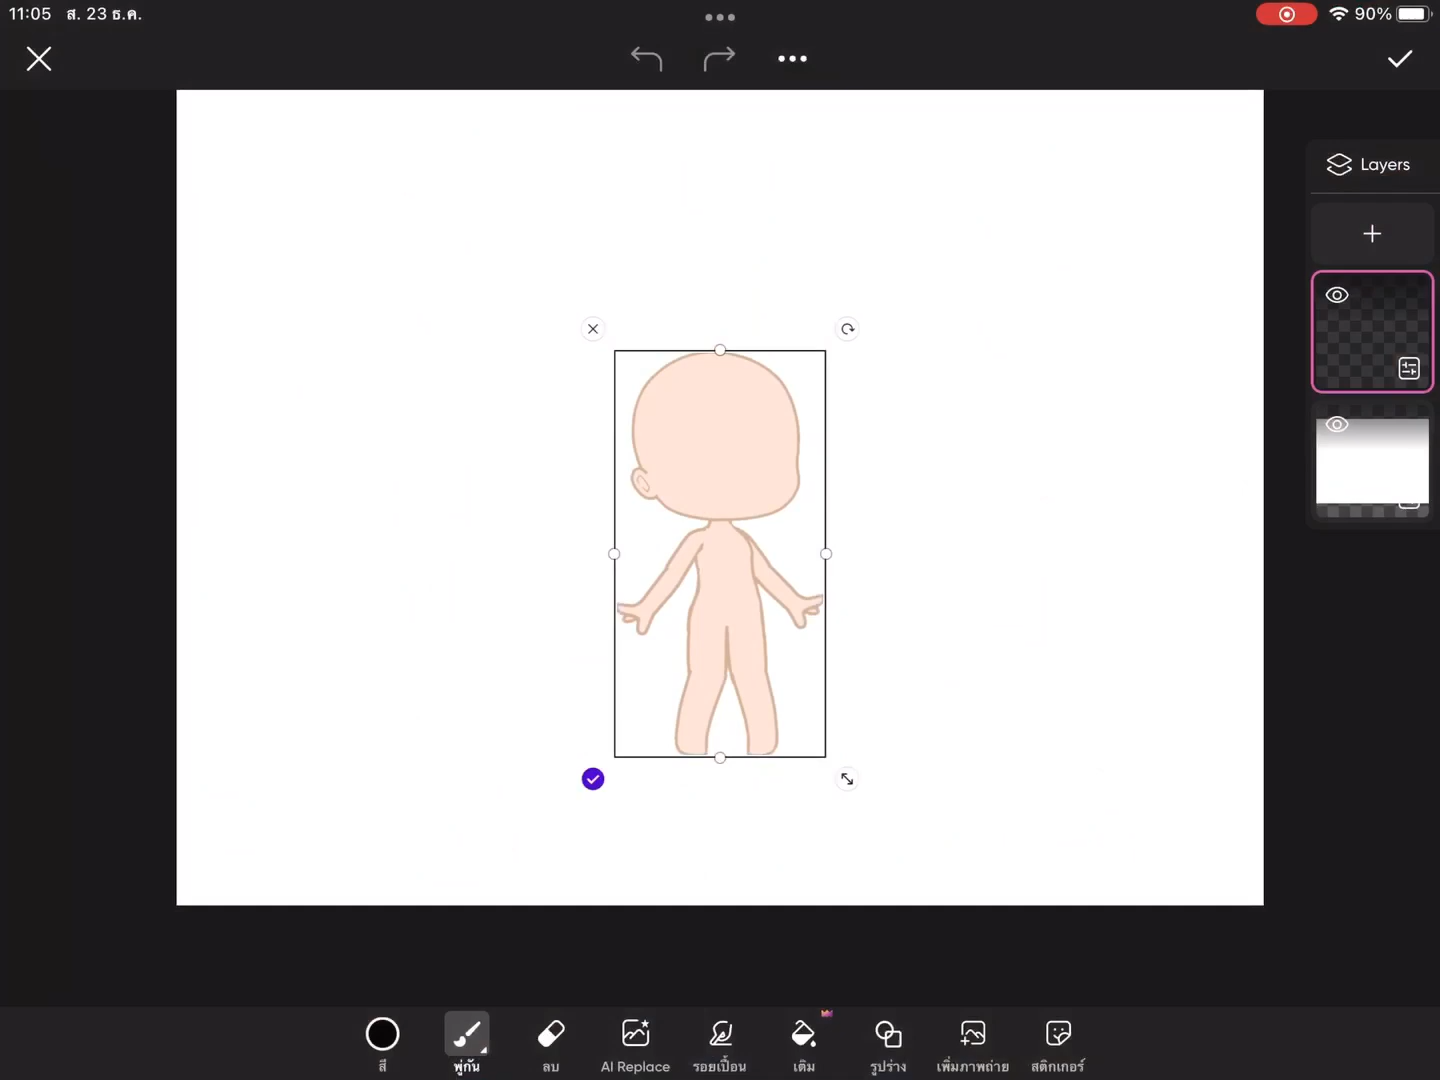 11:05 ส. 23 ธ.ค.
90%
Layers
สี
พู่กัน
ลบ
AI Replace
รอยเปื้อน
เติม
รูปร่าง
เพิ่มภาพถ่าย
สติกเกอร์